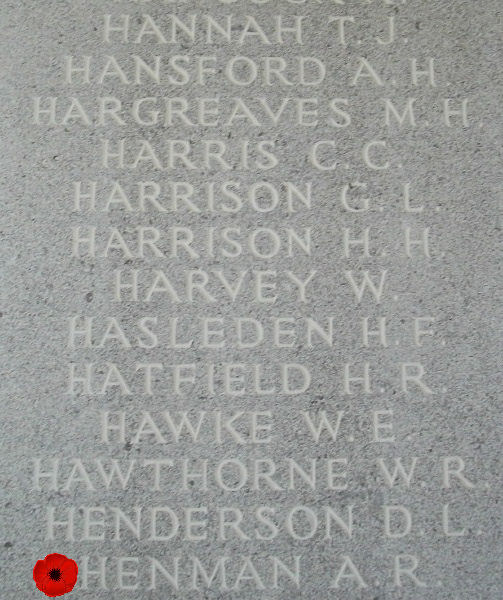 HANNAH T. J.
HANSFORD A. H
HARGREAVES M. H
HARRIS C. C.
HARRISON G. L.
HARRISON H. H.
HARVEY W.
HASLEDEN H. F.
HATFIELD H. R.
HAWKE W. E.
HAWTHORNE W. R.
HENDERSON D. L.
HENMAN A. R.